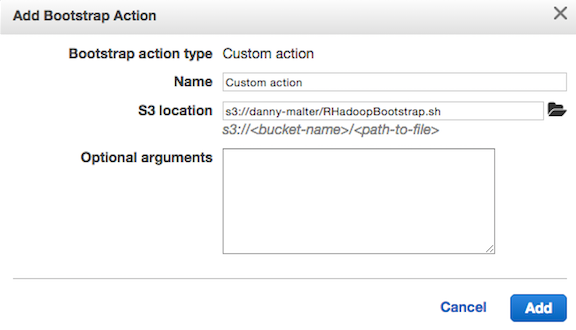 Add Bootstrap Action
Bootstrap action type Custom action
Name Custom action
S3 location s3://danny-malter/RHadoopBootstrap.sh
s3://<bucket-name>/<path-to-file>
Optional arguments
Cancel Add